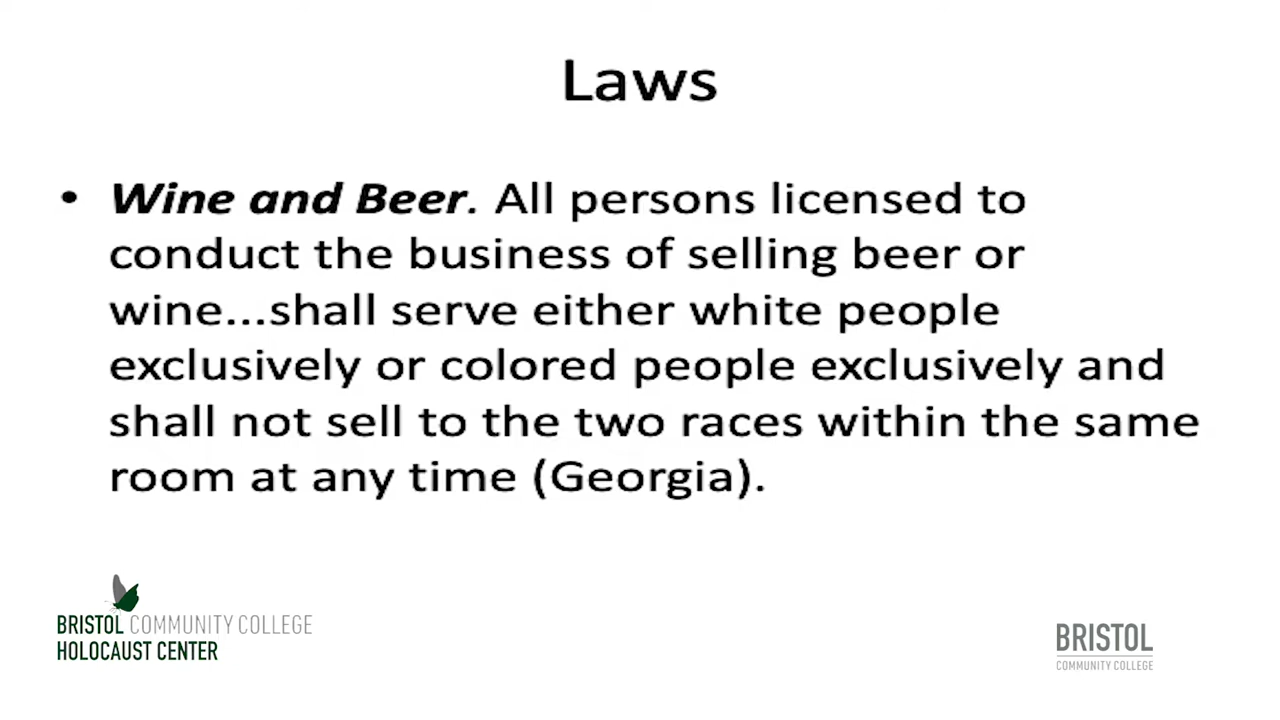 Laws
• Wine and Beer. All persons licensed to
conduct the business of selling beer or
wine...shall serve either white people
exclusively or colored people exclusively and
shall not sell to the two races within the same
room at any time (Georgia).
BRISTOL COMMUNITY COLLEGE
HOLOCAUST CENTER
BRISTOL
COMMUNITY COLLEGE